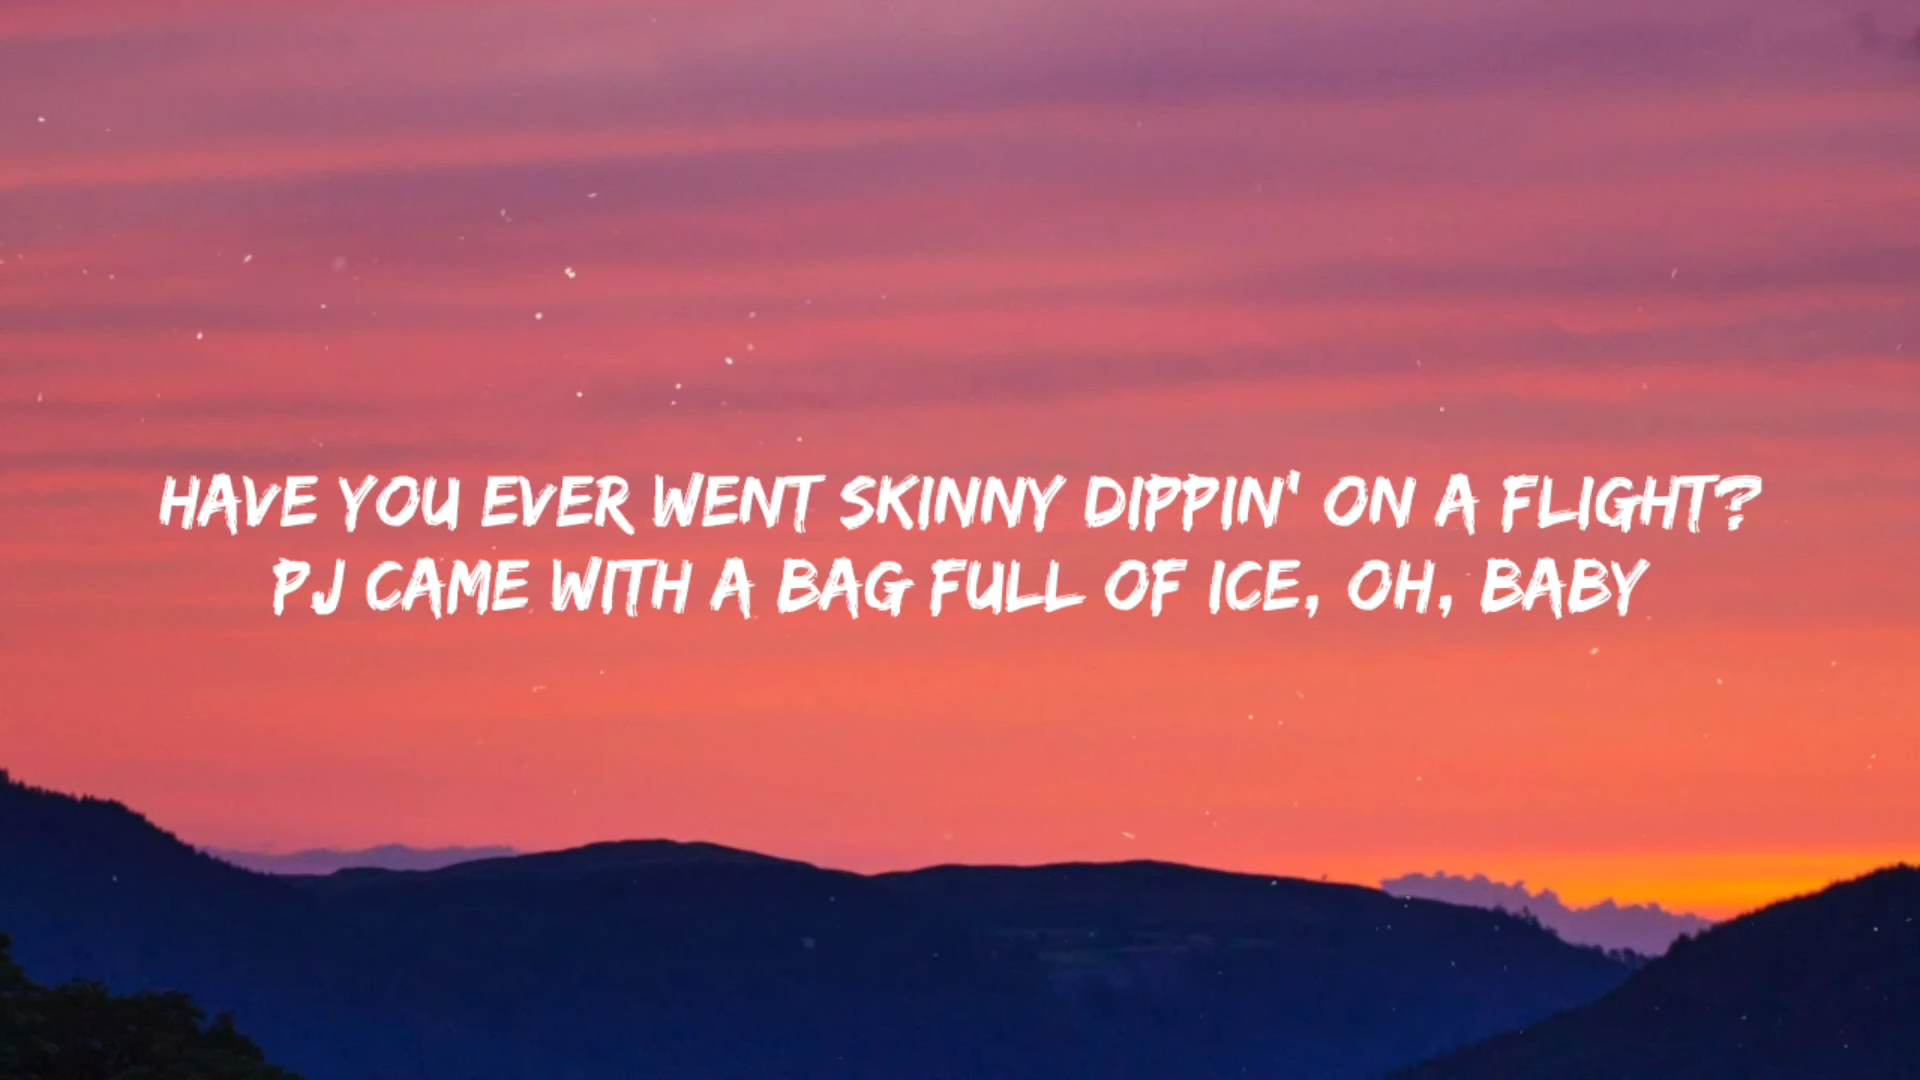 HAVE YOU EVER WENT SKINNY DIPPIN' ON A FLIGHT?
PJ CAME WITH A BAG FULL OF ICE, OH, BABY